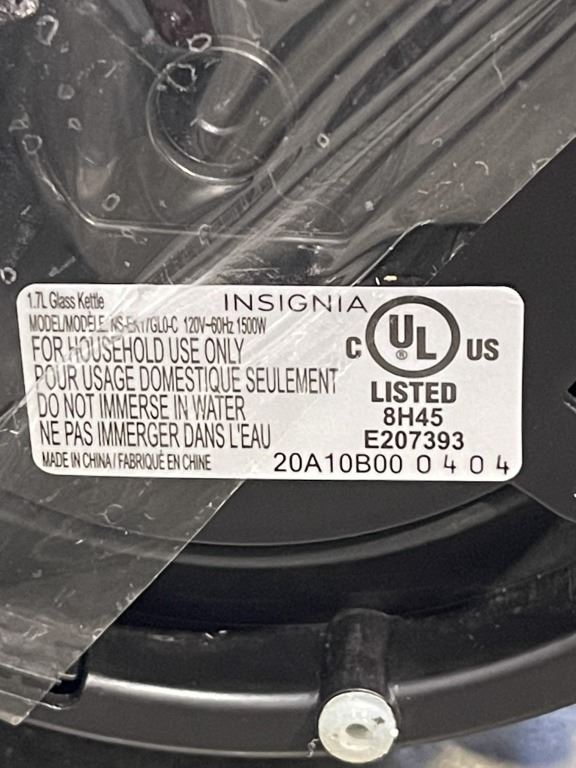 1.7L Glass Kettle INSIGNIA
MODEL/MODÈLE: NS-EK17GL0-C 120V~60Hz 1500W
FOR HOUSEHOLD USE ONLY
POUR USAGE DOMESTIQUE SEULEMENT
DO NOT IMMERSE IN WATER
NE PAS IMMERGER DANS L'EAU
MADE IN CHINA / FABRIQUÉ EN CHINE
C UL ® US
LISTED
8H45
E207393
20A10B00 0404